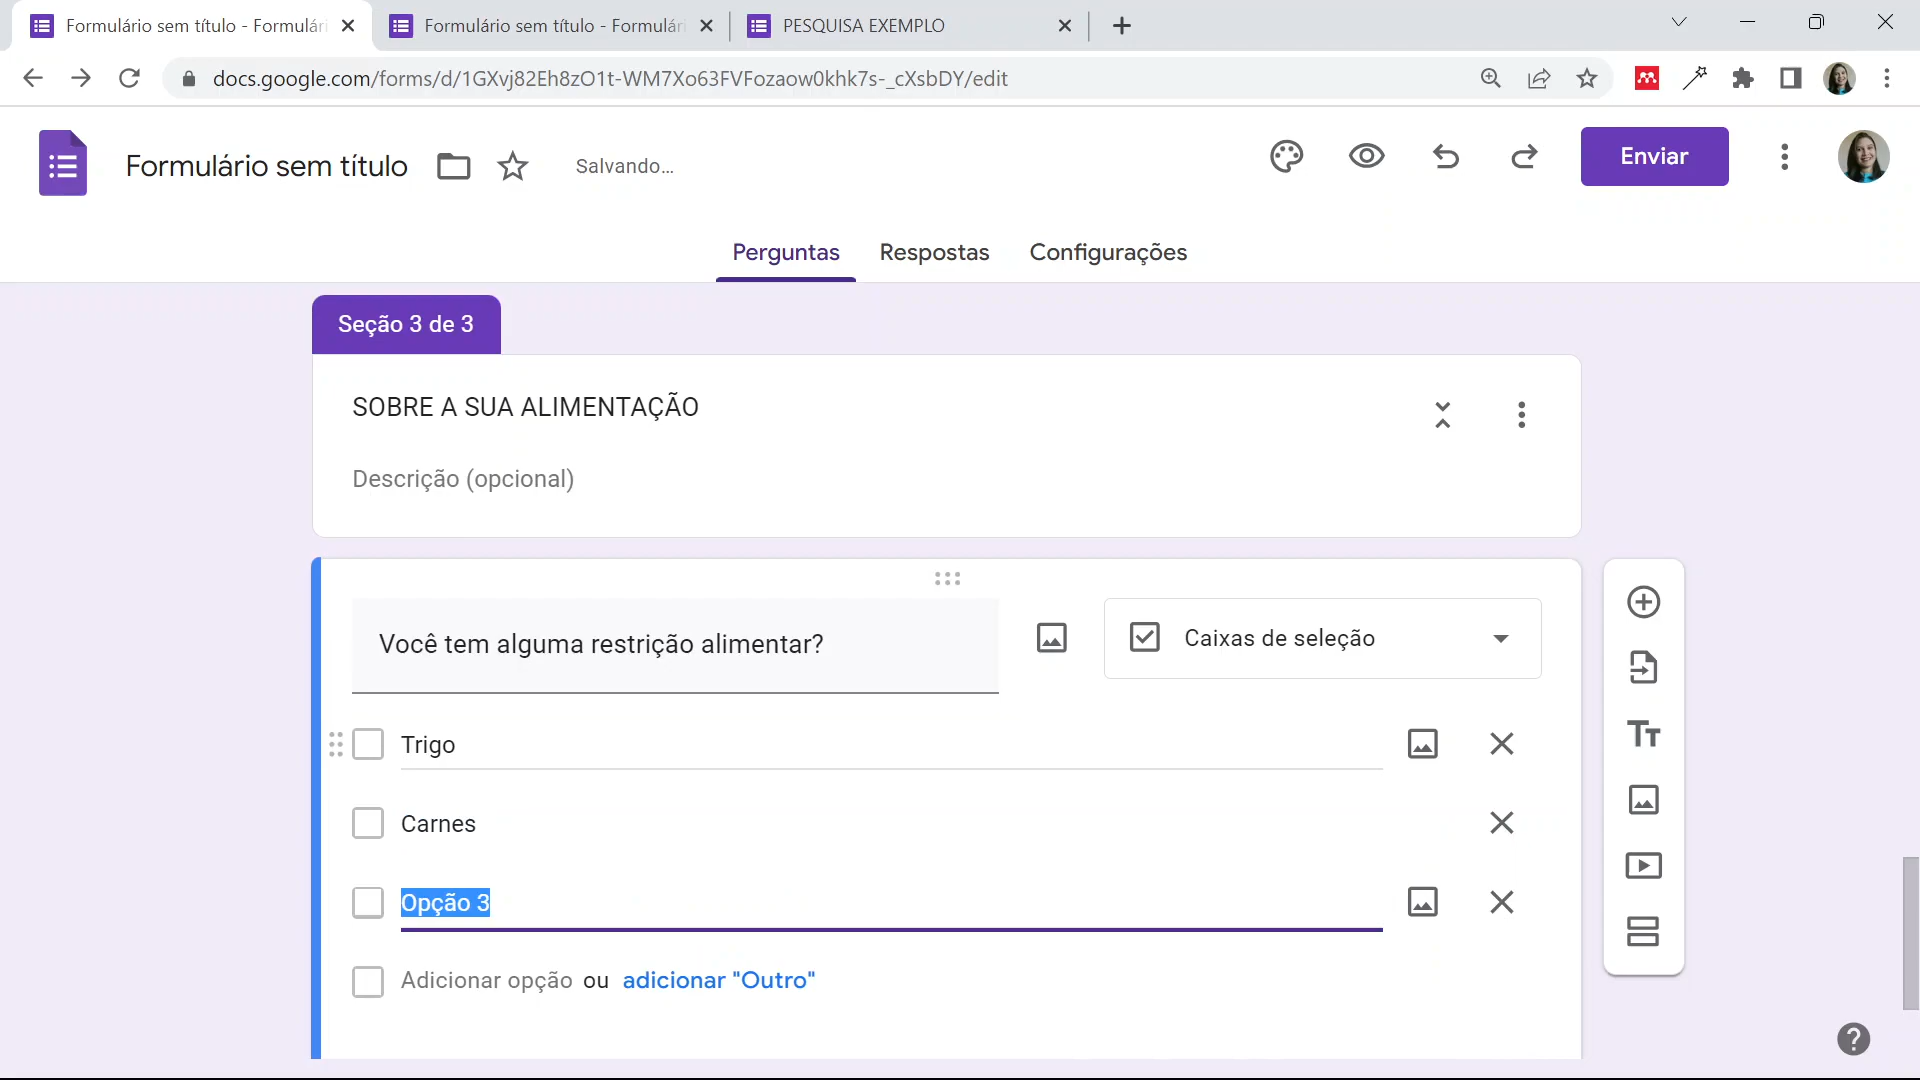 Formulário sem título - Formulári
Formulário sem título - Formulári
PESQUISA EXEMPLO
docs.google.com/forms/d/1GXvj82Eh8zO1t-WM7Xo63FVFozaow0khk7s-_cXsbDY/edit
Formulário sem título
Salvando...
Enviar
Perguntas
Respostas
Configurações
Seção 3 de 3
SOBRE A SUA ALIMENTAÇÃO
Descrição (opcional)
Você tem alguma restrição alimentar?
Caixas de seleção
Trigo
Carnes
Opção 3
Adicionar opção ou adicionar "Outro"